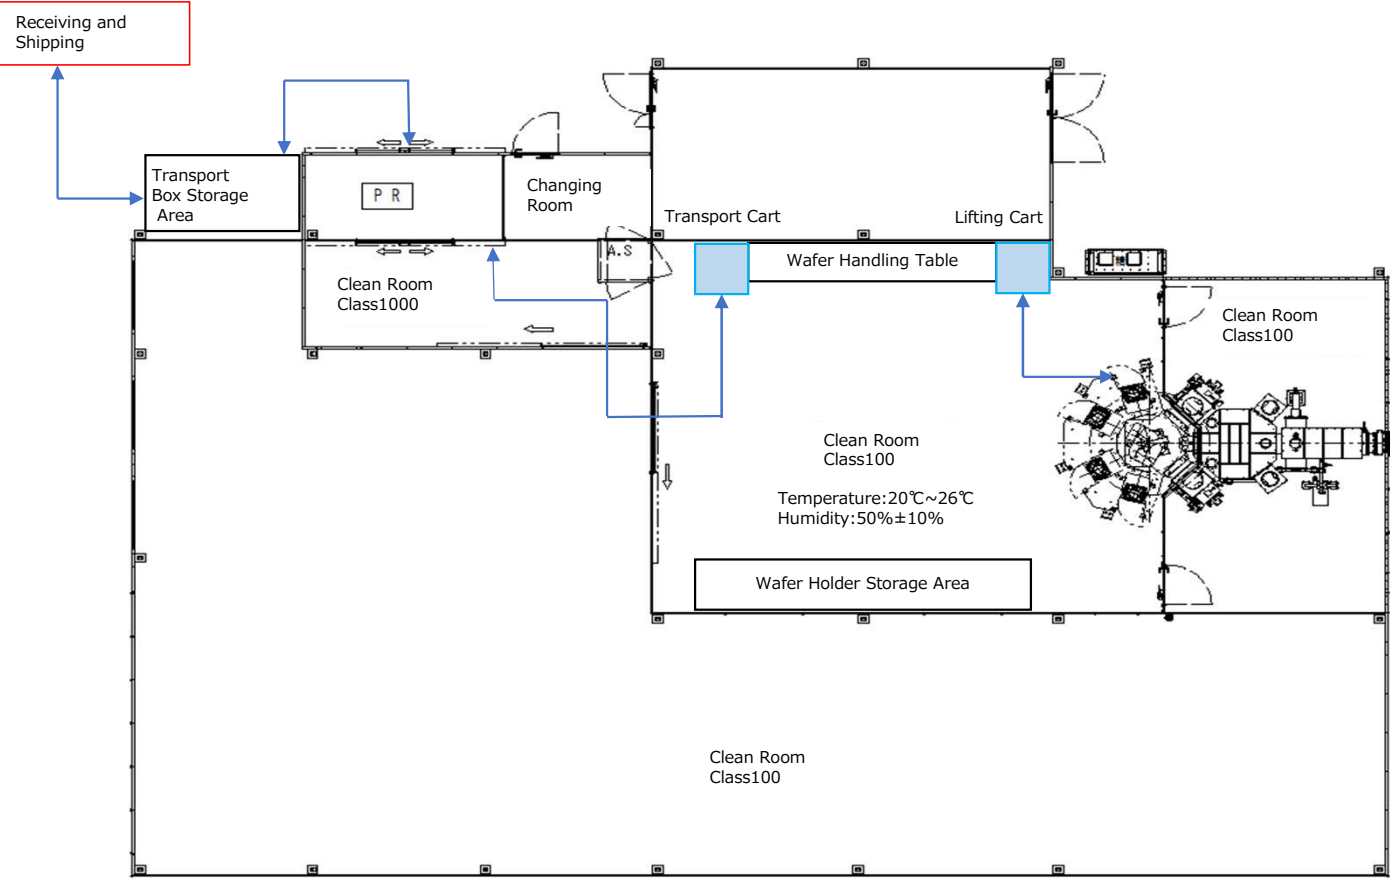 Receiving and
Shipping
Transport
Box Storage
Area
P R
Changing
Room
Transport Cart
Lifting Cart
A.S
Wafer Handling Table
Clean Room
Class1000
Clean Room
Class100
Clean Room
Class100
Temperature:20℃~26℃
Humidity:50%±10%
Wafer Holder Storage Area
Clean Room
Class100